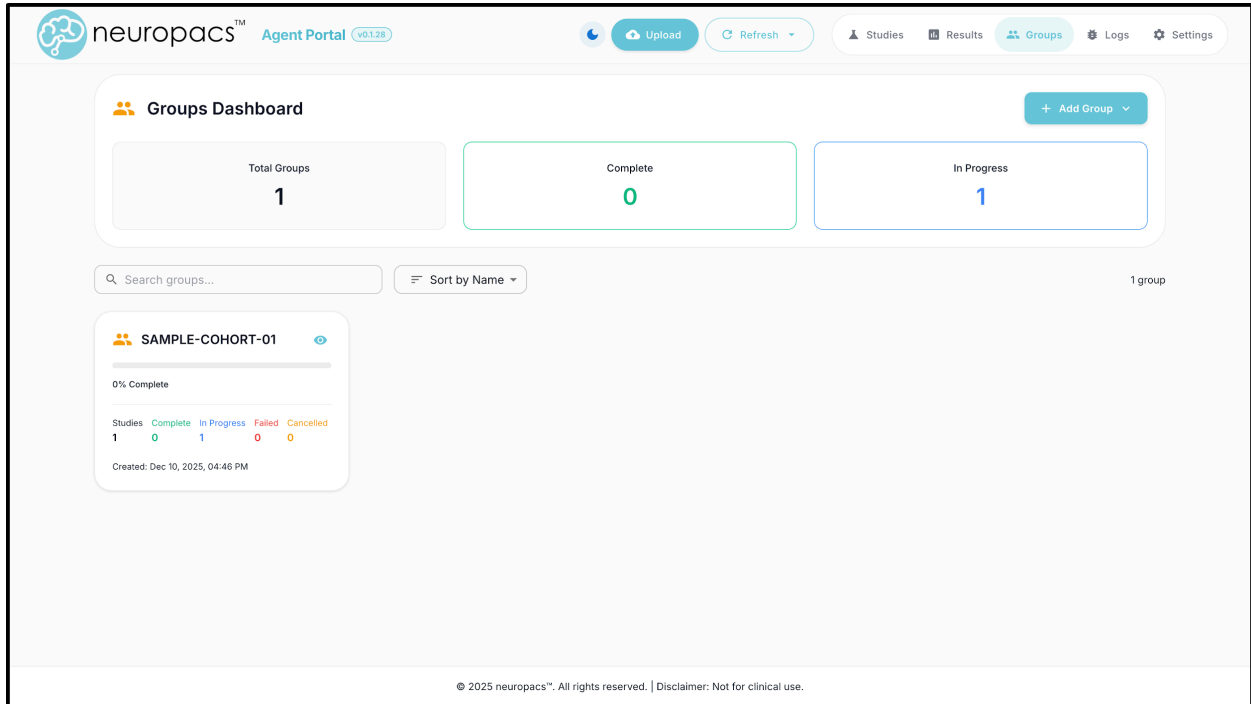 neuropacs™ Agent Portal v0.1.28 Upload Refresh Studies Results Groups Logs Settings
Groups Dashboard + Add Group
Total Groups Complete In Progress
1 0 1
Search groups... Sort by Name 1 group
SAMPLE-COHORT-01
0% Complete
Studies Complete In Progress Failed Cancelled
1 0 1 0 0
Created: Dec 10, 2025, 04:46 PM
© 2025 neuropacs™. All rights reserved. | Disclaimer: Not for clinical use.